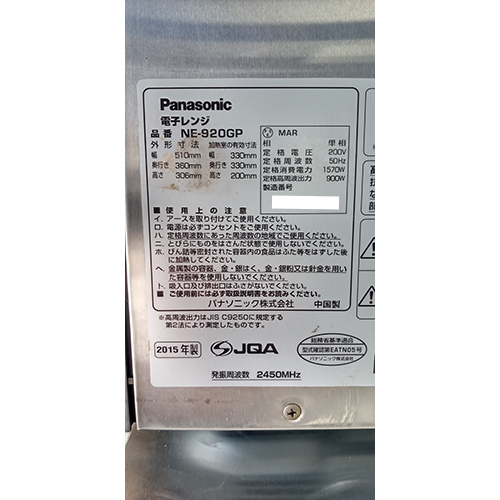 Panasonic
電子レンジ
品番 NE-920GP
外形寸法 加熱室の有効寸法
幅 510mm 幅 330mm
奥行き 360mm 奥行き 330mm
高さ 306mm 高さ 200mm
MAR
相 単相
定格電圧 200V
定格周波数 50Hz
定格消費電力 1570W
定格高周波出力 900W
製造番号
■使用上の注意
イ. アースを取り付けてご使用ください。
ロ. 電源は必ずコンセントをご使用ください。
ハ. 定格周波数にあった周波数の地域でご使用ください。
ニ. とびらにものをはさんだ状態で使用しないでください。
ホ. びん詰等密封された容器内の食品はふた等をはずした後に加熱してください。
ヘ. 金属製の容器、金・銀はく、金・銀粉又は針金を用いた容器等を使用しないでください。
ト. 吸入口及び排出口はふさがないでください。
■ご使用前には必ず取扱説明書をお読みください。
パナソニック株式会社 中国製
※高周波出力はJIS C9250に規定する
第2法により測定したものです。
2015年製
JQA
総務省基準適合
型式確認第EATN05号
パナソニック株式会社
発振周波数 2450MHz